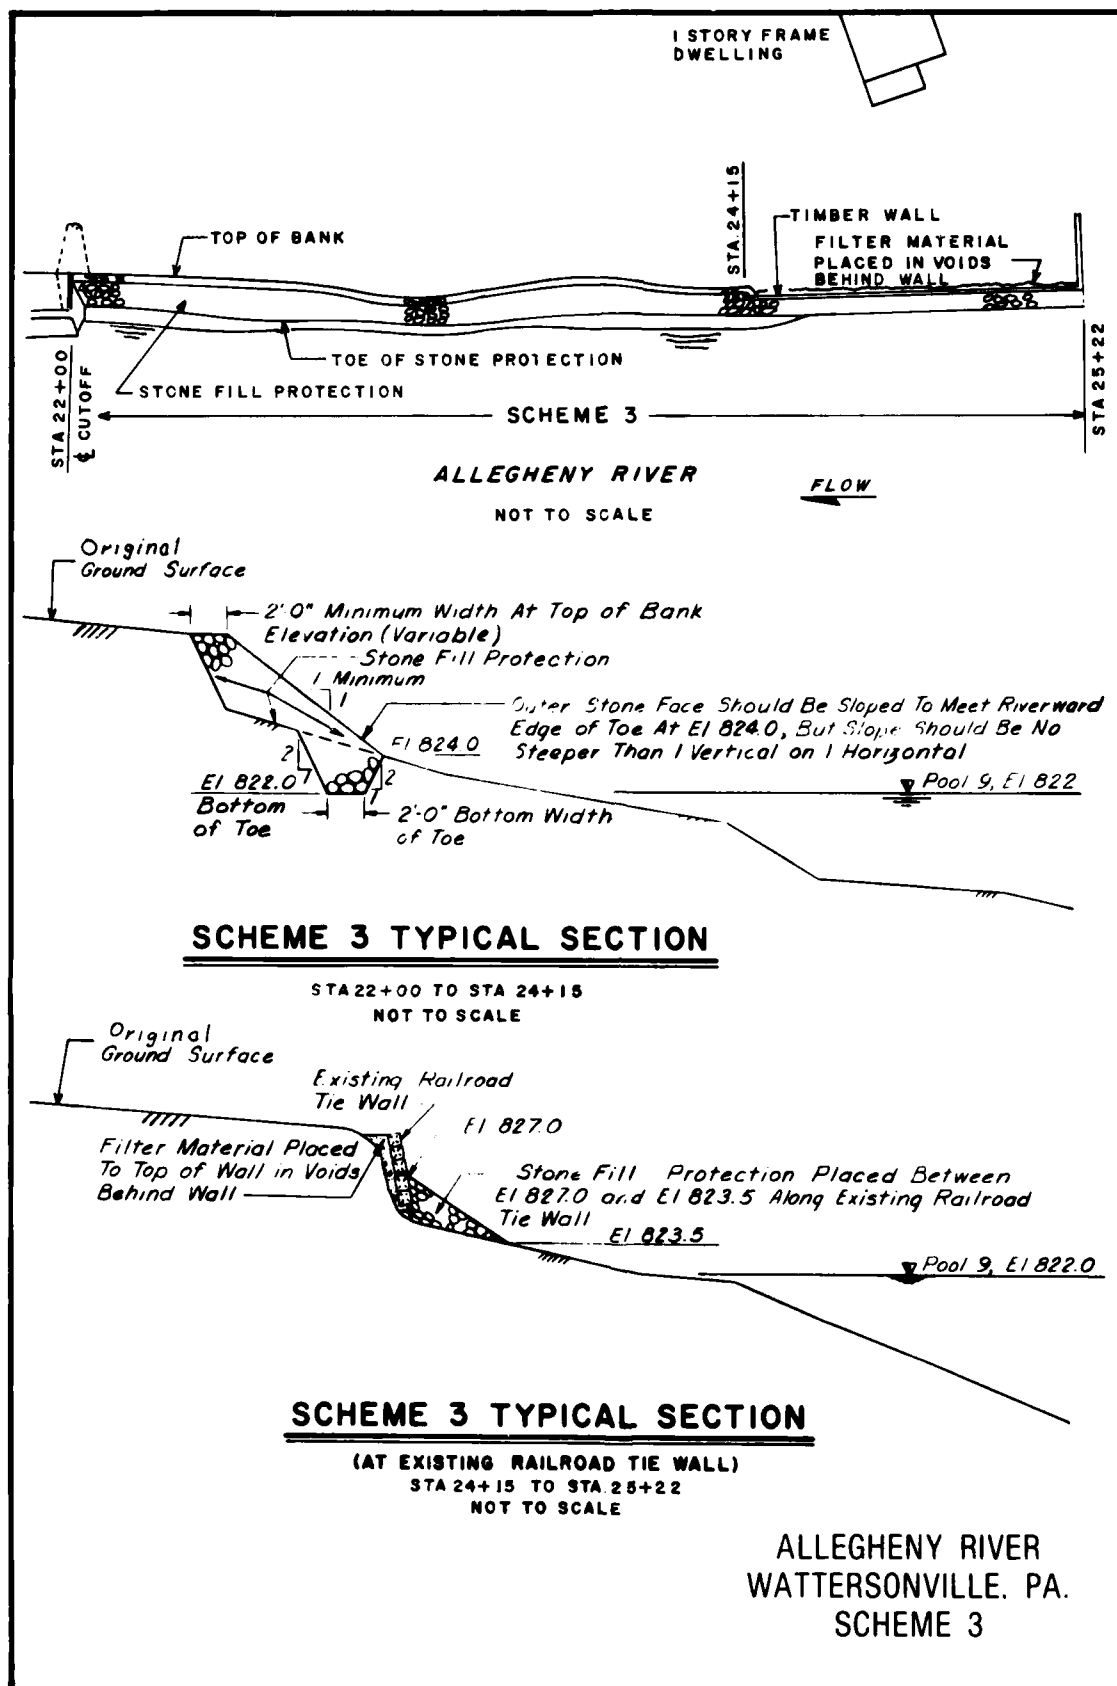 1 STORY FRAME
DWELLING
STA. 24+15
TOP OF BANK
TIMBER WALL
FILTER MATERIAL
PLACED IN VOIDS
BEHIND WALL
TOE OF STONE PROTECTION
STONE FILL PROTECTION
STA 22+00
℄ CUTOFF
SCHEME 3
STA 25+22
ALLEGHENY RIVER
FLOW
NOT TO SCALE
Original
Ground Surface
2'-0" Minimum Width At Top of Bank
Elevation (Variable)
Stone Fill Protection
1 Minimum
1
Outer Stone Face Should Be Sloped To Meet Riverward
Edge of Toe At El 824.0, But Slope Should Be No
Steeper Than 1 Vertical on 1 Horizontal
El 824.0
2
1
2
1
El 822.0
Bottom
of Toe
2'-0" Bottom Width
of Toe
Pool 9, El 822
SCHEME 3 TYPICAL SECTION
STA 22+00 TO STA 24+15
NOT TO SCALE
Original
Ground Surface
Existing Railroad
Tie Wall
El 827.0
Filter Material Placed
To Top of Wall in Voids
Behind Wall
Stone Fill Protection Placed Between
El 827.0 and El 823.5 Along Existing Railroad
Tie Wall
El 823.5
Pool 9, El 822.0
SCHEME 3 TYPICAL SECTION
(AT EXISTING RAILROAD TIE WALL)
STA 24+15 TO STA. 25+22
NOT TO SCALE
ALLEGHENY RIVER
WATTERSONVILLE, PA.
SCHEME 3